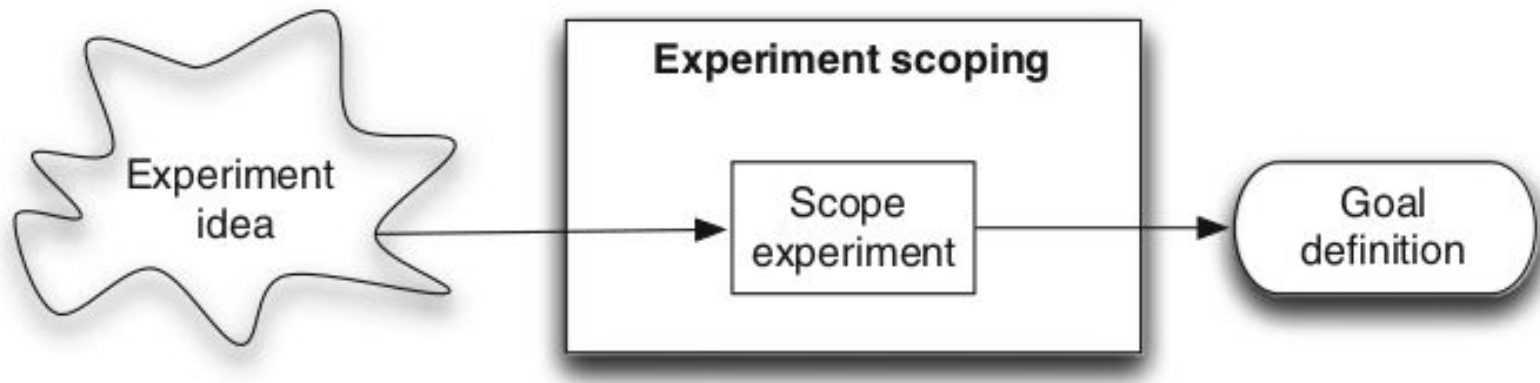 Experiment
idea
Experiment scoping
Scope
experiment
Goal
definition